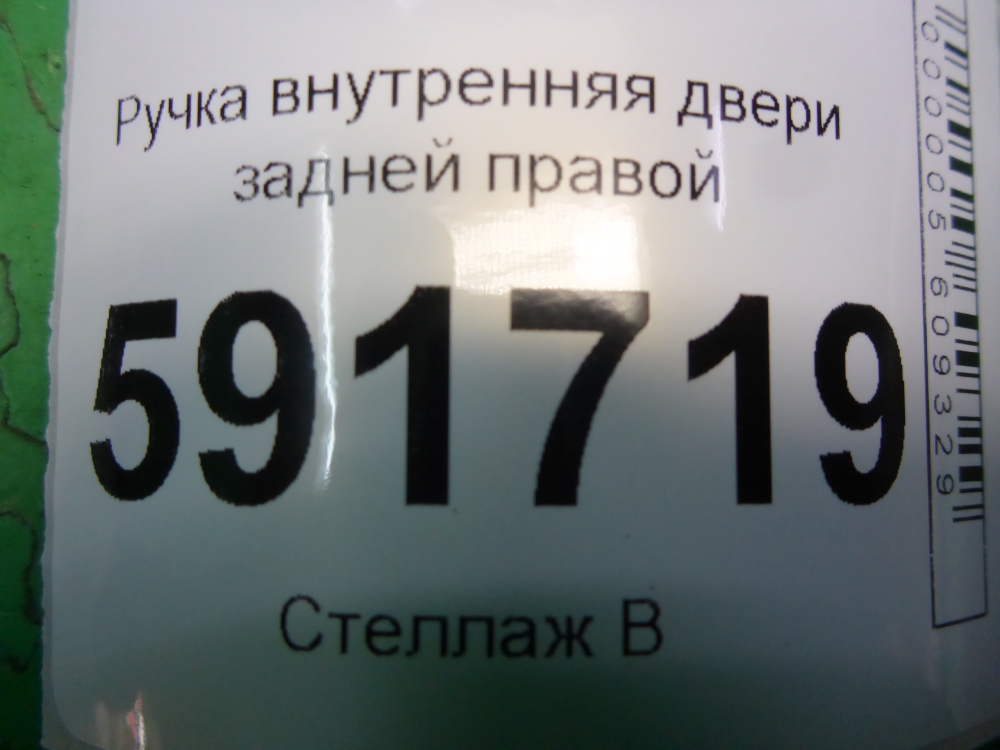 Ручка внутренняя двери
задней правой
591719
Стеллаж В